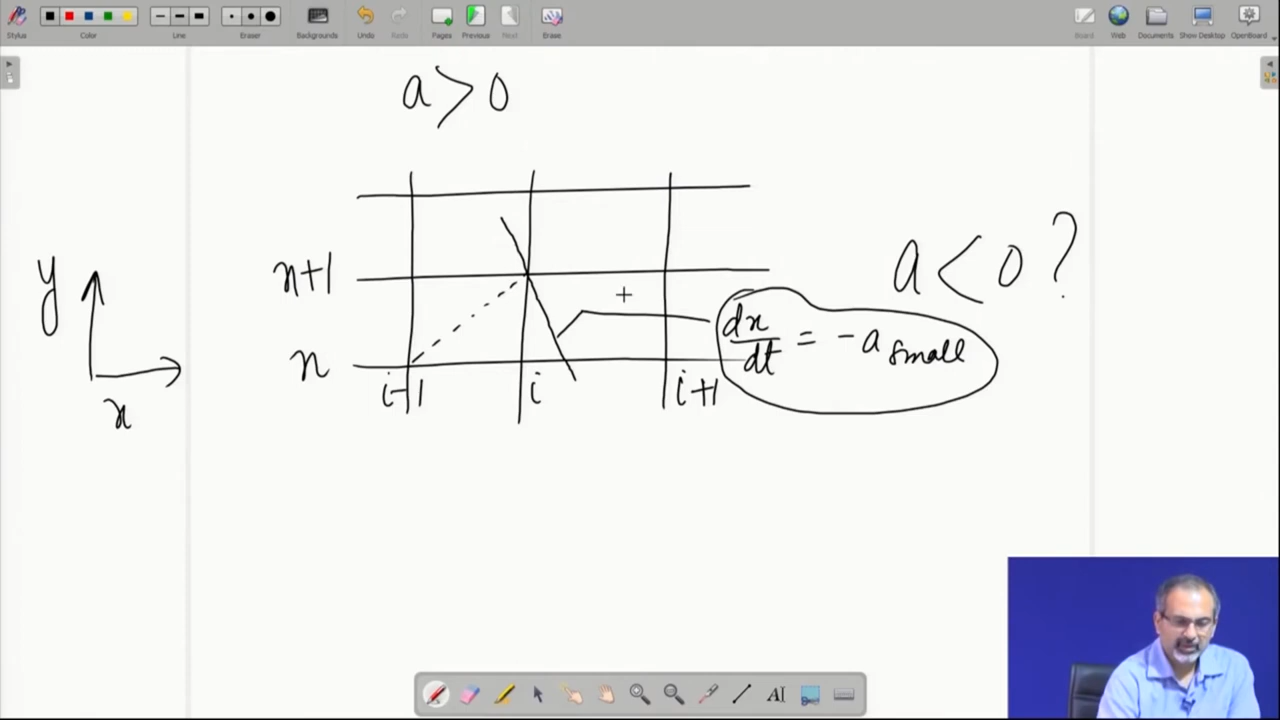 Stylus Color Line Eraser Backgrounds Undo Redo Pages Previous Next Erase Board Web Documents Show Desktop OpenBoard
a > 0
y
x
n+1
n
i-1 i i+1
a < 0 ?
dx/dt = -a small
AI